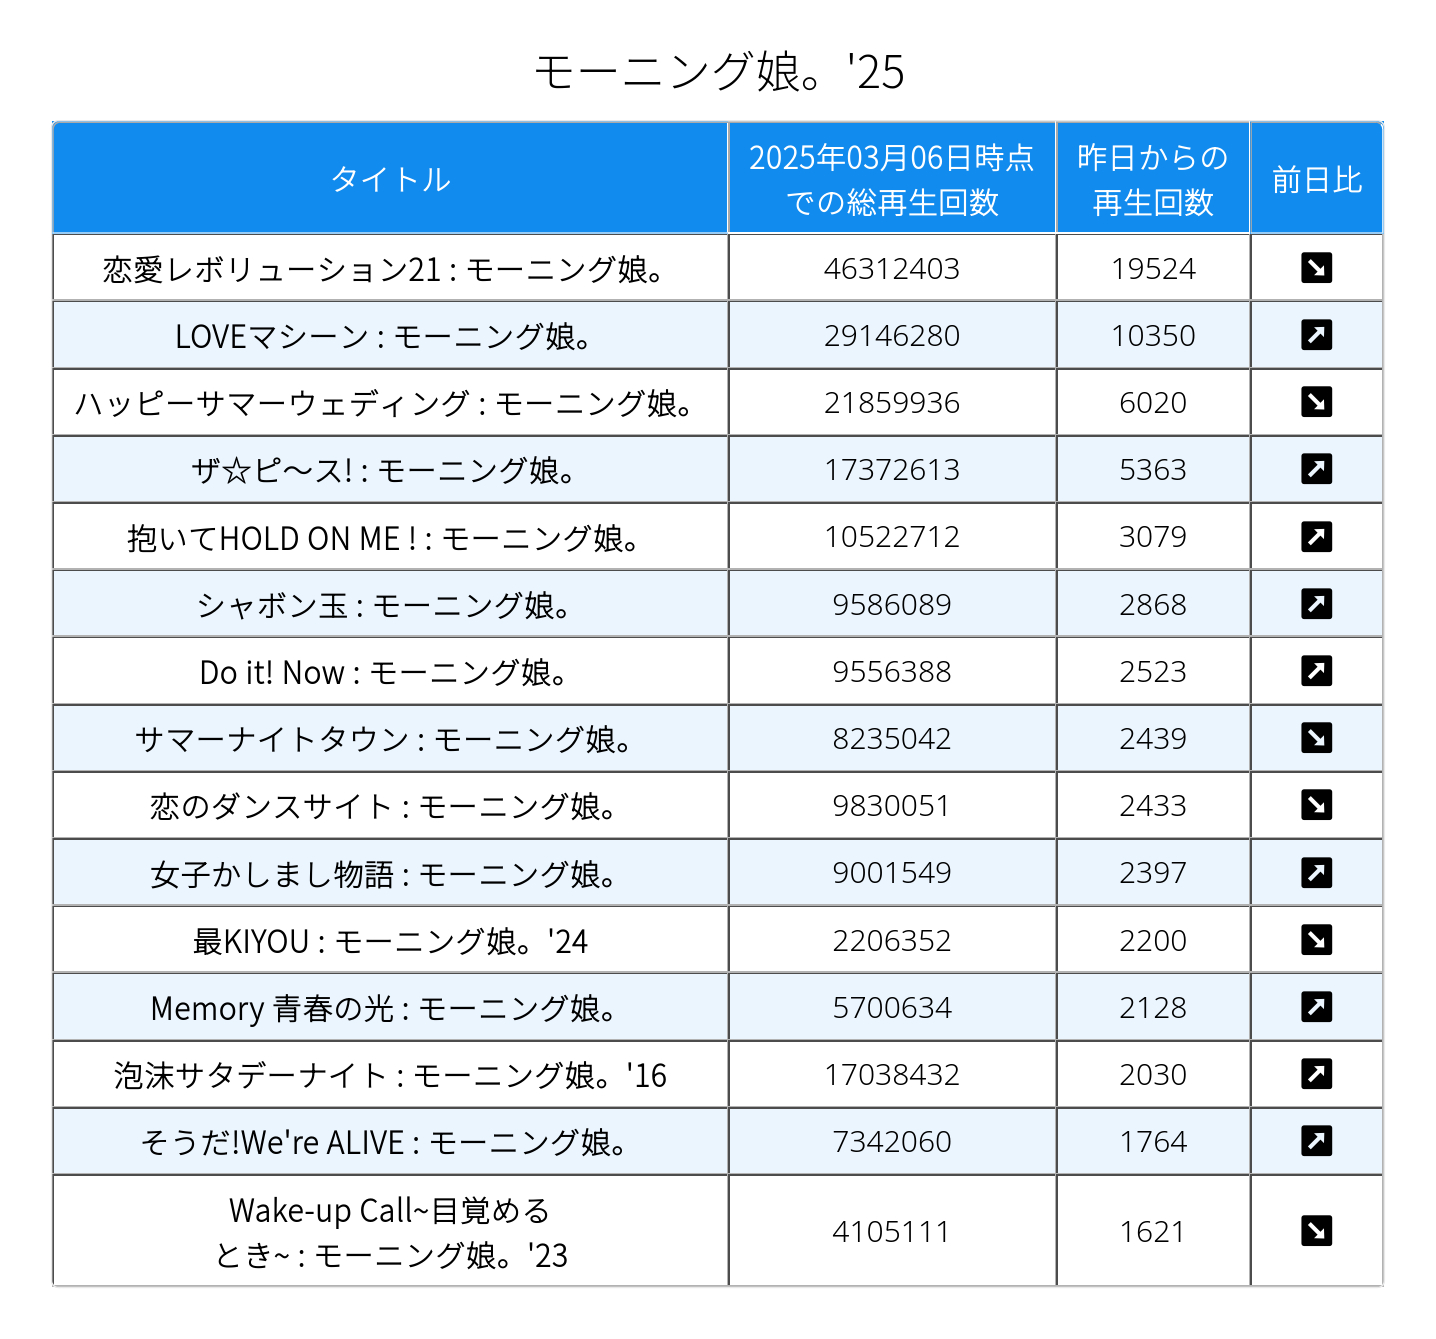 モーニング娘。'25
タイトル 2025年03月06日時点での総再生回数 昨日からの再生回数 前日比
恋愛レボリューション21 : モーニング娘。 46312403 19524 ↘
LOVEマシーン : モーニング娘。 29146280 10350 ↗
ハッピーサマーウェディング : モーニング娘。 21859936 6020 ↘
ザ☆ピ〜ス! : モーニング娘。 17372613 5363 ↗
抱いてHOLD ON ME ! : モーニング娘。 10522712 3079 ↗
シャボン玉 : モーニング娘。 9586089 2868 ↗
Do it! Now : モーニング娘。 9556388 2523 ↗
サマーナイトタウン : モーニング娘。 8235042 2439 ↘
恋のダンスサイト : モーニング娘。 9830051 2433 ↘
女子かしまし物語 : モーニング娘。 9001549 2397 ↗
最KIYOU : モーニング娘。'24 2206352 2200 ↘
Memory 青春の光 : モーニング娘。 5700634 2128 ↗
泡沫サタデーナイト : モーニング娘。'16 17038432 2030 ↗
そうだ!We're ALIVE : モーニング娘。 7342060 1764 ↗
Wake-up Call~目覚める
とき~ : モーニング娘。'23 4105111 1621 ↘